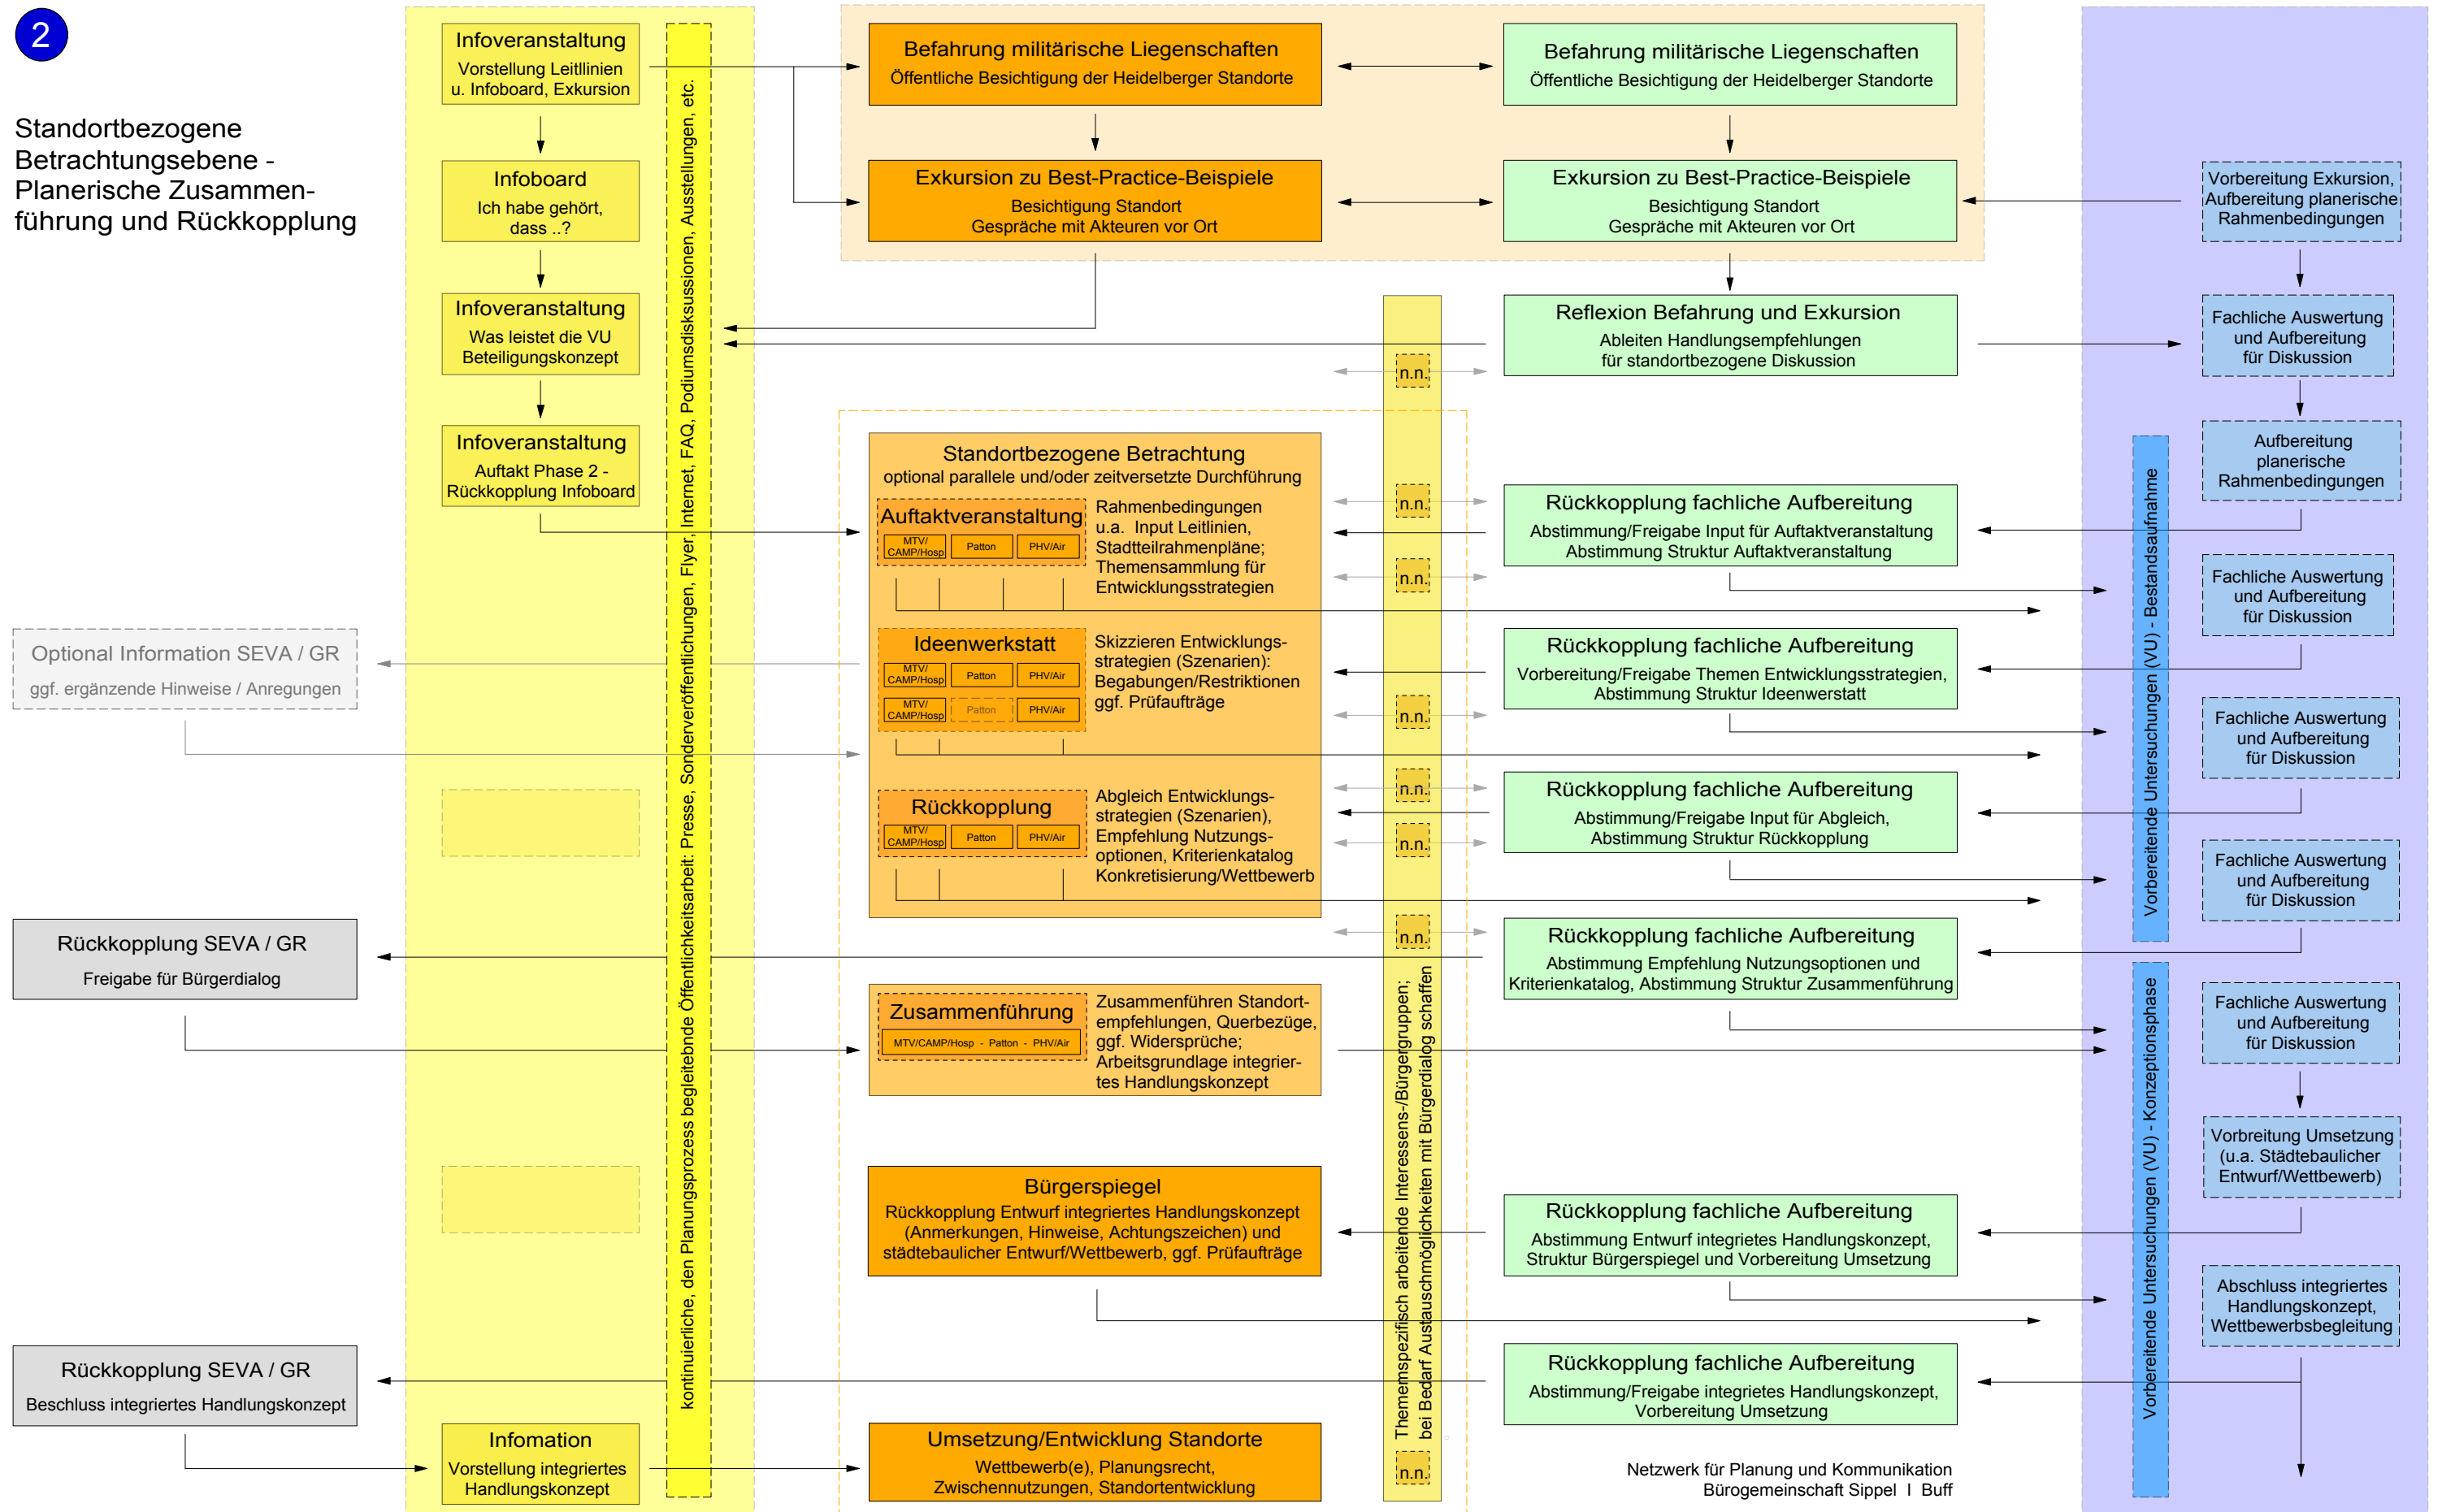 2
Standortbezogene
Betrachtungsebene -
Planerische Zusammen-
führung und Rückkopplung
Optional Information SEVA / GR
ggf. ergänzende Hinweise / Anregungen
Rückkopplung SEVA / GR
Freigabe für Bürgerdialog
Rückkopplung SEVA / GR
Beschluss integriertes Handlungskonzept
Infoveranstaltung
Vorstellung Leitllinien
u. Infoboard, Exkursion
Infoboard
Ich habe gehört,
dass ..?
Infoveranstaltung
Was leistet die VU
Beteiligungskonzept
Infoveranstaltung
Auftakt Phase 2 -
Rückkopplung Infoboard
Infomation
Vorstellung integriertes
Handlungskonzept
kontinuierliche, den Planungsprozess begleitebnde Öffentlichkeitsarbeit: Presse, Sonderveröffentlichungen, Flyer, Internet, FAQ, Podiumsdisksussionen, Ausstellungen, etc.
Befahrung militärische Liegenschaften
Öffentliche Besichtigung der Heidelberger Standorte
Exkursion zu Best-Practice-Beispiele
Besichtigung Standort
Gespräche mit Akteuren vor Ort
Standortbezogene Betrachtung
optional parallele und/oder zeitversetzte Durchführung
Auftaktveranstaltung
MTV/
CAMP/Hosp
Patton
PHV/Air
Rahmenbedingungen
u.a. Input Leitlinien,
Stadtteilrahmenpläne;
Themensammlung für
Entwicklungsstrategien
Ideenwerkstatt
MTV/
CAMP/Hosp
Patton
PHV/Air
MTV/
CAMP/Hosp
Patton
PHV/Air
Skizzieren Entwicklungs-
strategien (Szenarien):
Begabungen/Restriktionen
ggf. Prüfaufträge
Rückkopplung
MTV/
CAMP/Hosp
Patton
PHV/Air
Abgleich Entwicklungs-
strategien (Szenarien),
Empfehlung Nutzungs-
optionen, Kriterienkatalog
Konkretisierung/Wettbewerb
Zusammenführung
MTV/CAMP/Hosp - Patton - PHV/Air
Zusammenführen Standort-
empfehlungen, Querbezüge,
ggf. Widersprüche;
Arbeitsgrundlage integrier-
tes Handlungskonzept
Bürgerspiegel
Rückkopplung Entwurf integriertes Handlungskonzept
(Anmerkungen, Hinweise, Achtungszeichen) und
städtebaulicher Entwurf/Wettbewerb, ggf. Prüfaufträge
Umsetzung/Entwicklung Standorte
Wettbewerb(e), Planungsrecht,
Zwischennutzungen, Standortentwicklung
n.n.
n.n.
n.n.
n.n.
n.n.
n.n.
n.n.
Thememspezifisch arbeitende Interessens-/Bürgergruppen;
bei Bedarf Austauschmöglichkeiten mit Bürgerdialog schaffen
n.n.
Befahrung militärische Liegenschaften
Öffentliche Besichtigung der Heidelberger Standorte
Exkursion zu Best-Practice-Beispiele
Besichtigung Standort
Gespräche mit Akteuren vor Ort
Reflexion Befahrung und Exkursion
Ableiten Handlungsempfehlungen
für standortbezogene Diskussion
Rückkopplung fachliche Aufbereitung
Abstimmung/Freigabe Input für Auftaktveranstaltung
Abstimmung Struktur Auftaktveranstaltung
Rückkopplung fachliche Aufbereitung
Vorbereitung/Freigabe Themen Entwicklungsstrategien,
Abstimmung Struktur Ideenwerstatt
Rückkopplung fachliche Aufbereitung
Abstimmung/Freigabe Input für Abgleich,
Abstimmung Struktur Rückkopplung
Rückkopplung fachliche Aufbereitung
Abstimmung Empfehlung Nutzungsoptionen und
Kriterienkatalog, Abstimmung Struktur Zusammenführung
Rückkopplung fachliche Aufbereitung
Abstimmung Entwurf integrietes Handlungskonzept,
Struktur Bürgerspiegel und Vorbereitung Umsetzung
Rückkopplung fachliche Aufbereitung
Abstimmung/Freigabe integrietes Handlungskonzept,
Vorbereitung Umsetzung
Netzwerk für Planung und Kommunikation
Bürogemeinschaft Sippel I Buff
Vorbereitende Untersuchungen (VU) - Bestandsaufnahme
Vorbereitende Untersuchungen (VU) - Konzeptionsphase
Vorbereitung Exkursion,
Aufbereitung planerische
Rahmenbedingungen
Fachliche Auswertung
und Aufbereitung
für Diskussion
Aufbereitung
planerische
Rahmenbedingungen
Fachliche Auswertung
und Aufbereitung
für Diskussion
Fachliche Auswertung
und Aufbereitung
für Diskussion
Fachliche Auswertung
und Aufbereitung
für Diskussion
Fachliche Auswertung
und Aufbereitung
für Diskussion
Vorbreitung Umsetzung
(u.a. Städtebaulicher
Entwurf/Wettbewerb)
Abschluss integriertes
Handlungskonzept,
Wettbewerbsbegleitung